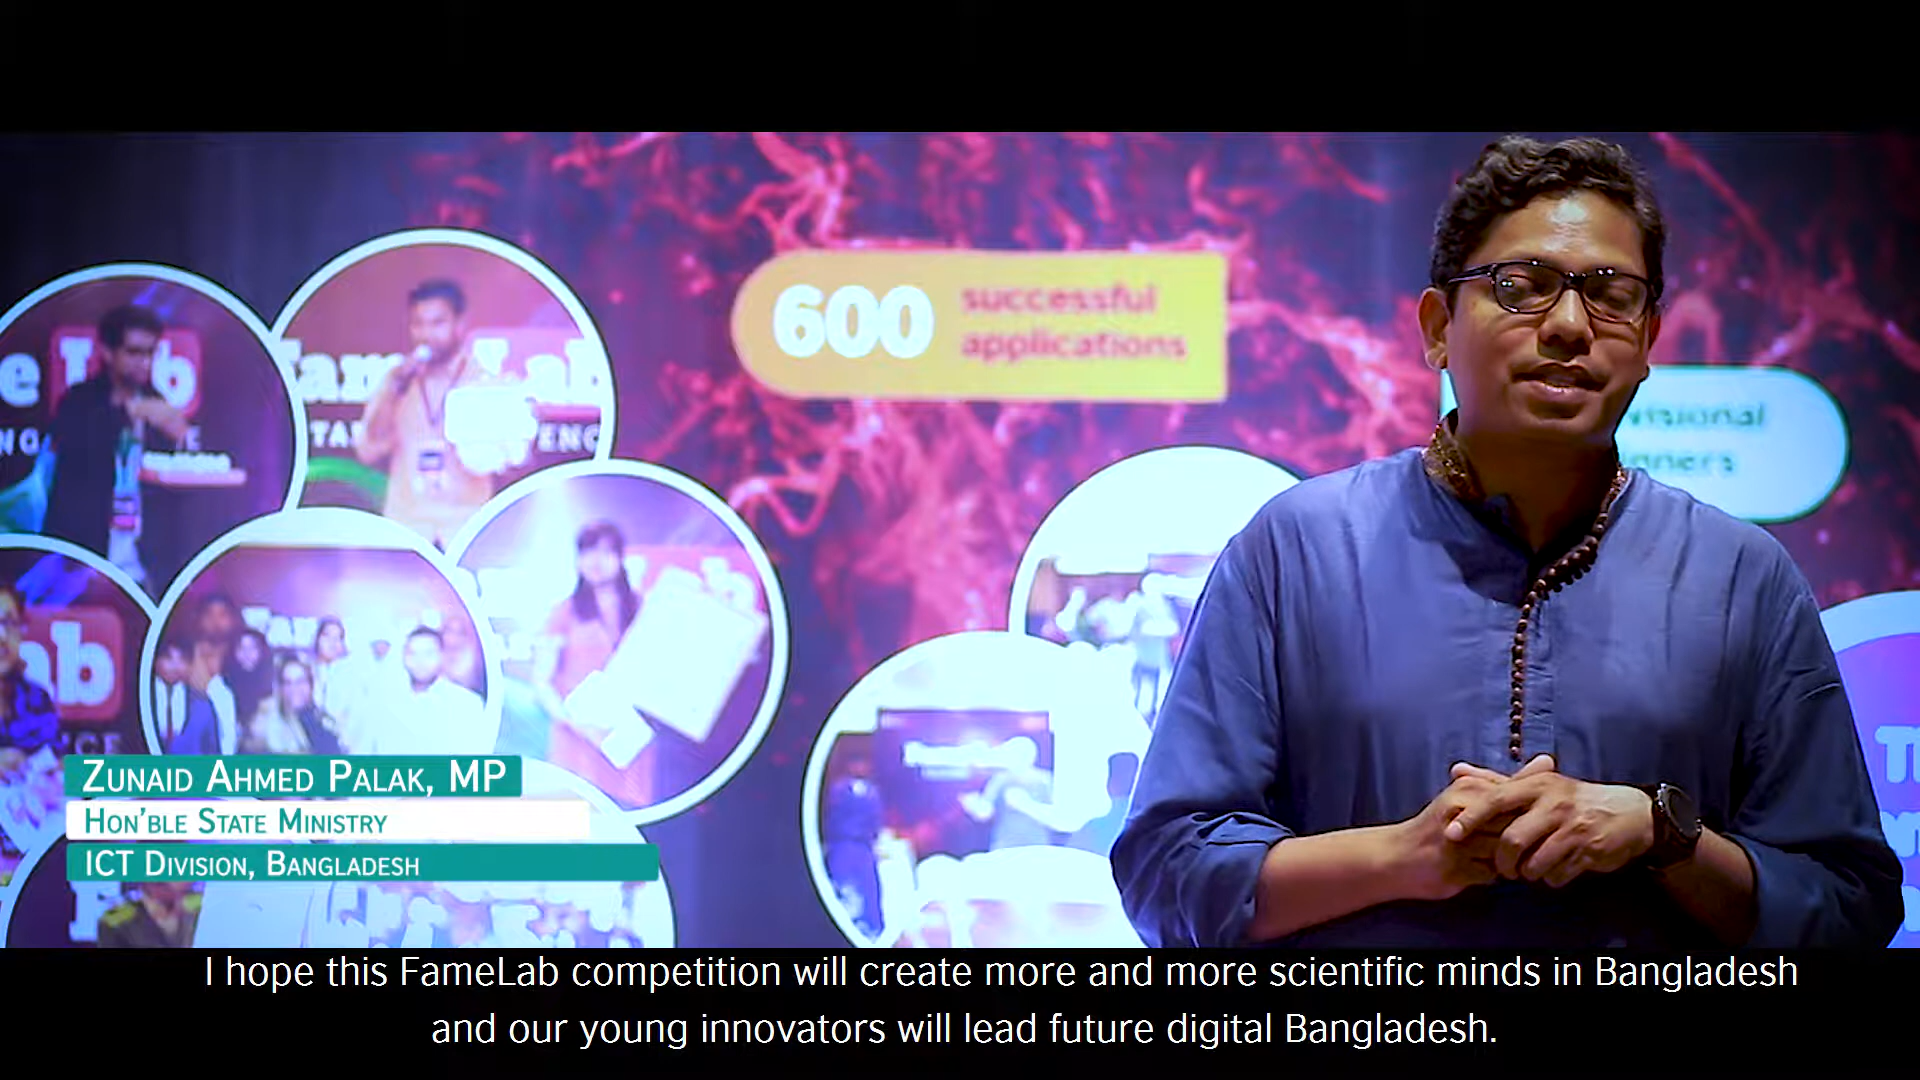 600 successful
applications
visional
ZUNAID AHMED PALAK, MP
HON'BLE STATE MINISTRY
ICT DIVISION, BANGLADESH
I hope this FameLab competition will create more and more scientific minds in Bangladesh
and our young innovators will lead future digital Bangladesh.